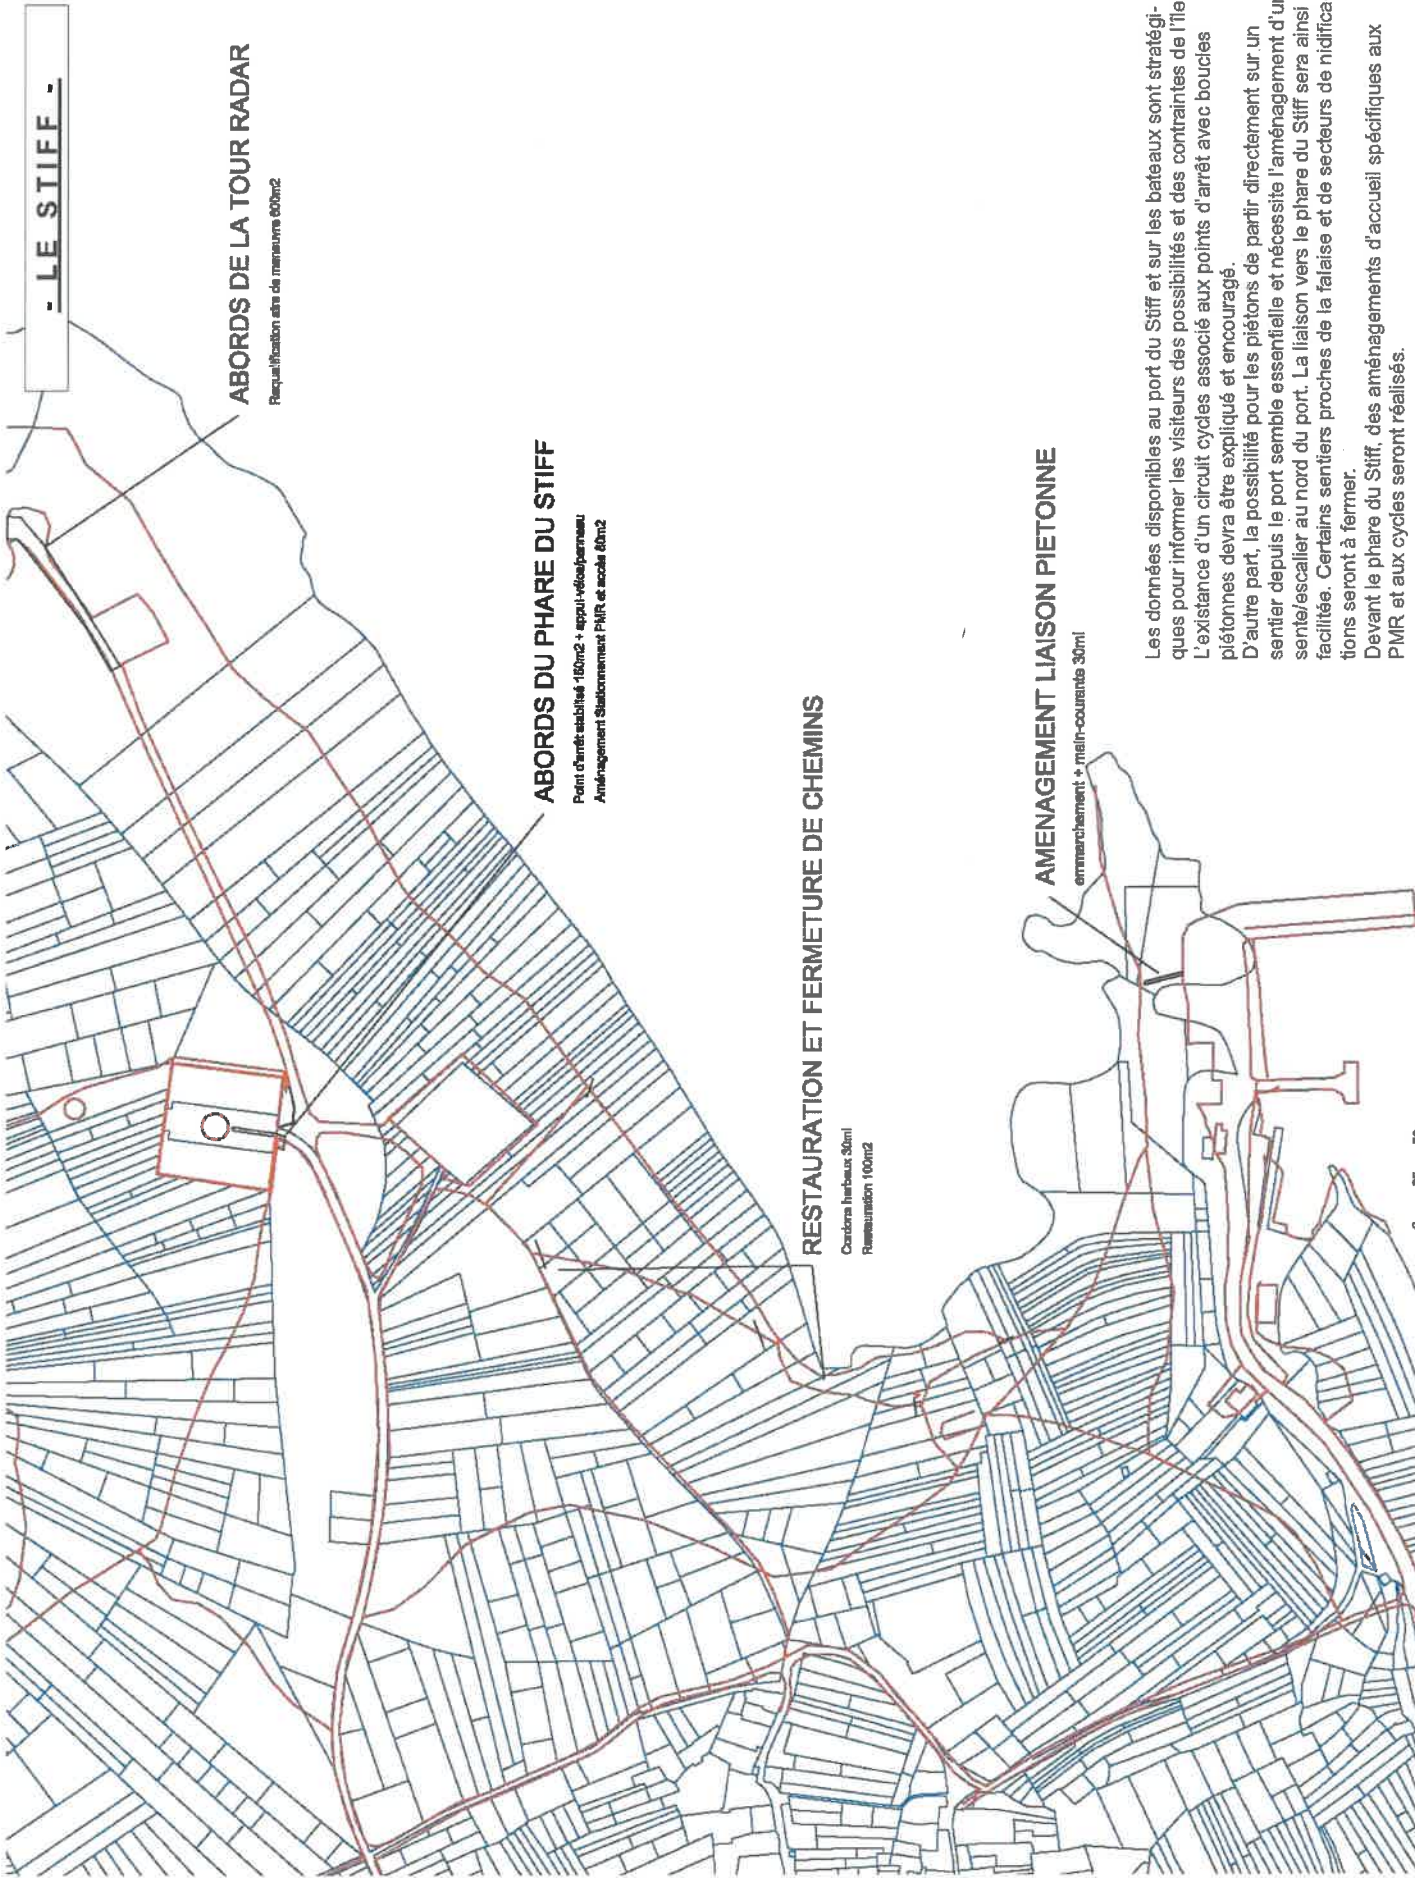 - LE STIFF -
ABORDS DE LA TOUR RADAR
Requalification aire de manœuvre 600m2
ABORDS DU PHARE DU STIFF
Point d'arrêt stabilisé 150m2 + appui-vélos/panneau
Aménagement Stationnement PMR et accès 80m2
RESTAURATION ET FERMETURE DE CHEMINS
Cordons herbeux 30ml
Restauration 100m2
AMENAGEMENT LIAISON PIETONNE
emmarchement + main-courante 30ml
Les données disponibles au port du Stiff et sur les bateaux sont stratégi-
ques pour informer les visiteurs des possibilités et des contraintes de l'île
L'existance d'un circuit cycles associé aux points d'arrêt avec boucles
piétonnes devra être expliqué et encouragé.
D'autre part, la possibilité pour les piétons de partir directement sur un
sentier depuis le port semble essentielle et nécessite l'aménagement d'u
sente/escalier au nord du port. La liaison vers le phare du Stiff sera ainsi
facilitée. Certains sentiers proches de la falaise et de secteurs de nidifica
tions seront à fermer.
Devant le phare du Stiff, des aménagements d'accueil spécifiques aux
PMR et aux cycles seront réalisés.